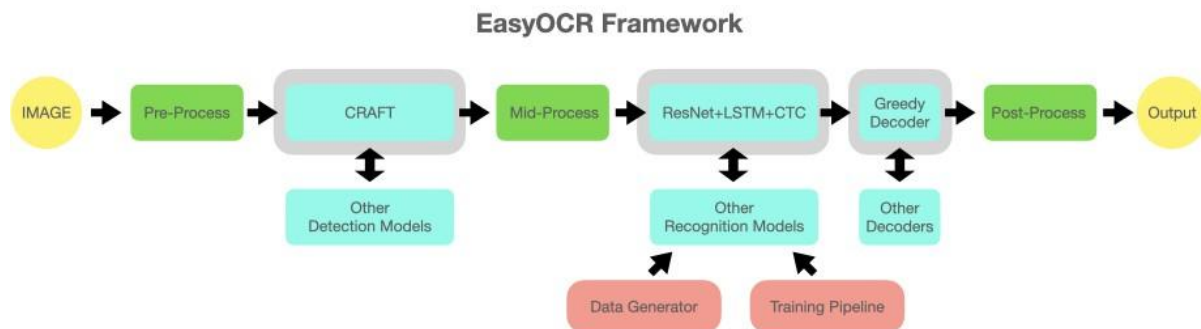 EasyOCR Framework
IMAGE
Pre-Process
CRAFT
Mid-Process
ResNet+LSTM+CTC
Greedy
Decoder
Post-Process
Output
Other
Detection Models
Other
Recognition Models
Other
Decoders
Data Generator
Training Pipeline